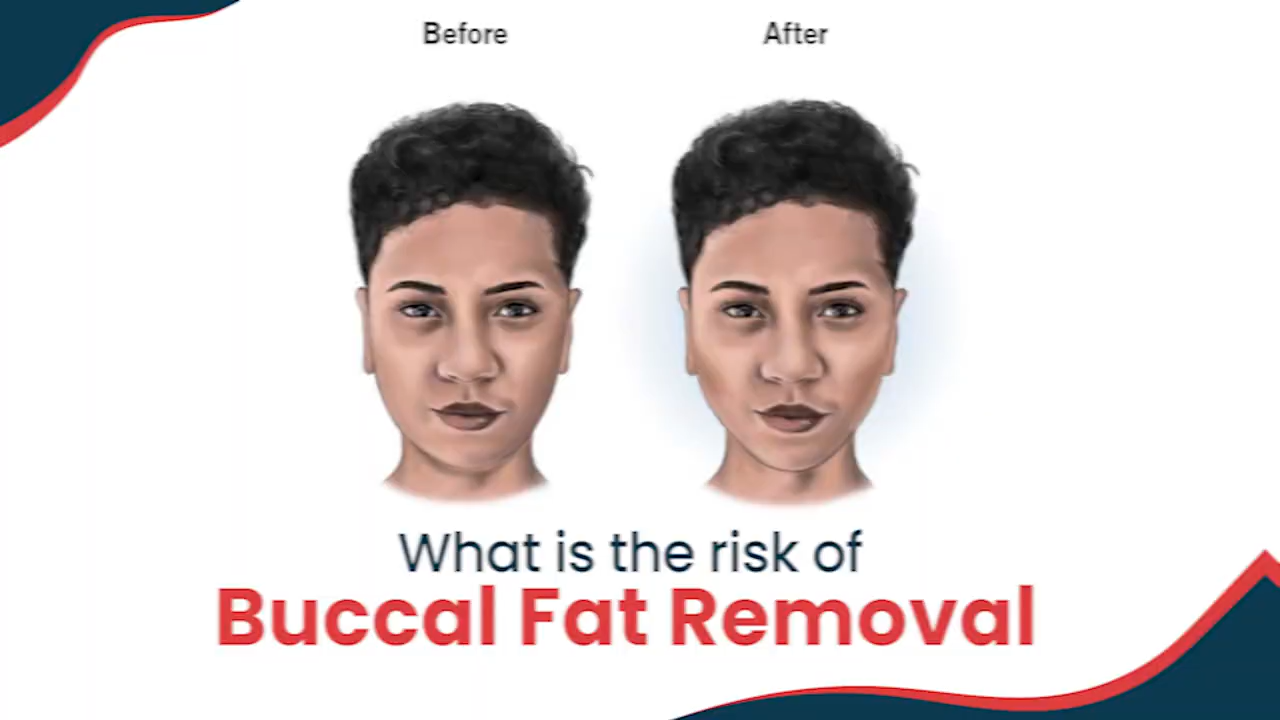 Before
After
What is the risk of
Buccal Fat Removal